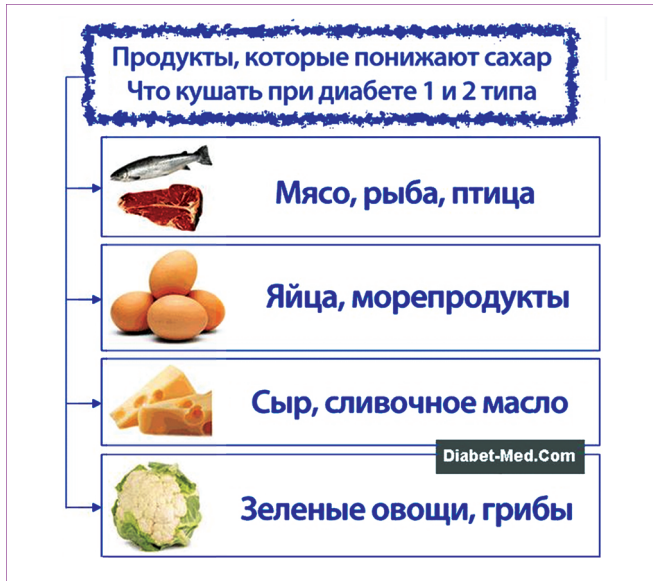 Продукты, которые понижают сахар
Что кушать при диабете 1 и 2 типа
Мясо, рыба, птица
Яйца, морепродукты
Сыр, сливочное масло
Diabet-Med.Com
Зеленые овощи, грибы